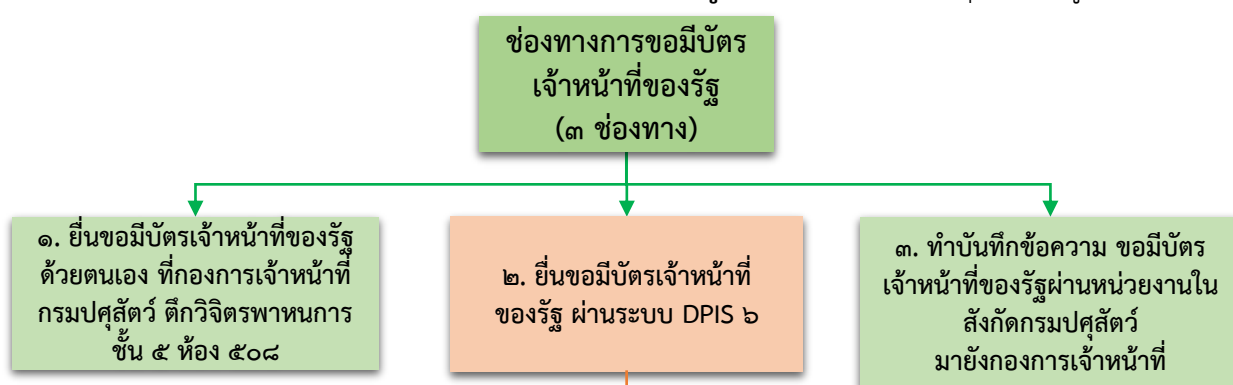 ช่องทางการขอมีบัตร
เจ้าหน้าที่ของรัฐ
(๓ ช่องทาง)
๑. ยื่นขอมีบัตรเจ้าหน้าที่ของรัฐ
ด้วยตนเอง ที่กองการเจ้าหน้าที่
กรมปศุสัตว์ ตึกวิจิตรพาหนการ
ชั้น ๕ ห้อง ๕๐๘
๒. ยื่นขอมีบัตรเจ้าหน้าที่
ของรัฐ ผ่านระบบ DPIS ๖
๓. ทำบันทึกข้อความ ขอมีบัตร
เจ้าหน้าที่ของรัฐผ่านหน่วยงานใน
สังกัดกรมปศุสัตว์
มายังกองการเจ้าหน้าที่